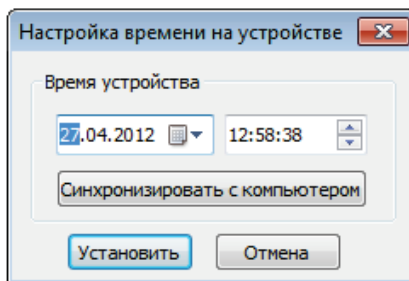 Настройка времени на устройстве
Время устройства
27.04.2012 12:58:38
Синхронизировать с компьютером
Установить Отмена